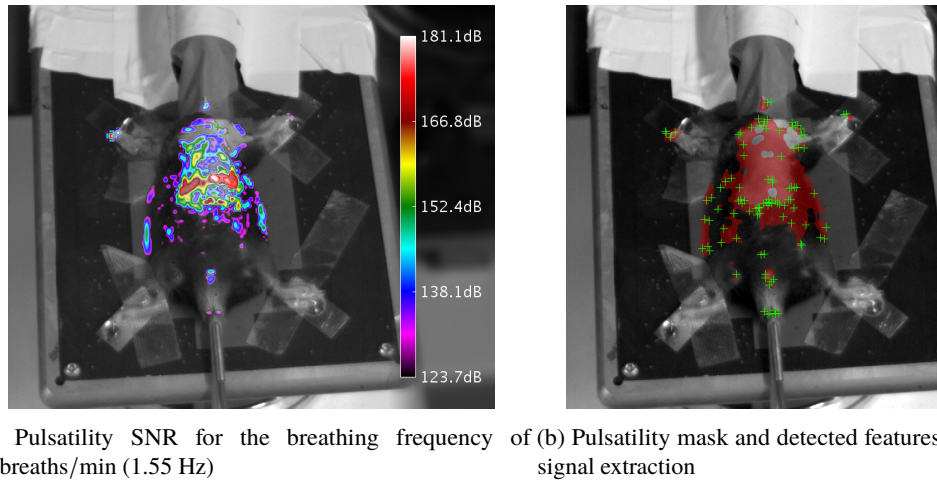 181.1dB
166.8dB
152.4dB
138.1dB
123.7dB
Pulsatility SNR for the breathing frequency of
breaths/min (1.55 Hz)
(b) Pulsatility mask and detected features
signal extraction